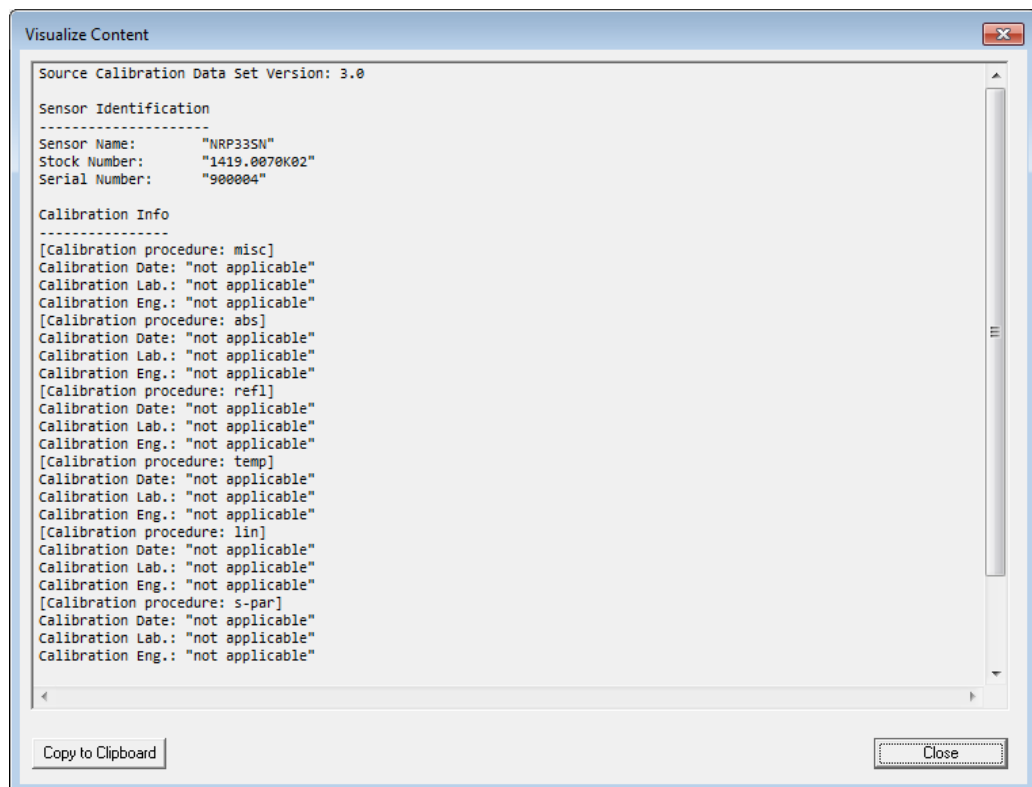 Visualize Content
Source Calibration Data Set Version: 3.0
Sensor Identification
---------------------
Sensor Name: "NRP33SN"
Stock Number: "1419.0070K02"
Serial Number: "900004"
Calibration Info
----------------
[Calibration procedure: misc]
Calibration Date: "not applicable"
Calibration Lab.: "not applicable"
Calibration Eng.: "not applicable"
[Calibration procedure: abs]
Calibration Date: "not applicable"
Calibration Lab.: "not applicable"
Calibration Eng.: "not applicable"
[Calibration procedure: refl]
Calibration Date: "not applicable"
Calibration Lab.: "not applicable"
Calibration Eng.: "not applicable"
[Calibration procedure: temp]
Calibration Date: "not applicable"
Calibration Lab.: "not applicable"
Calibration Eng.: "not applicable"
[Calibration procedure: lin]
Calibration Date: "not applicable"
Calibration Lab.: "not applicable"
Calibration Eng.: "not applicable"
[Calibration procedure: s-par]
Calibration Date: "not applicable"
Calibration Lab.: "not applicable"
Calibration Eng.: "not applicable"
Copy to Clipboard
Close